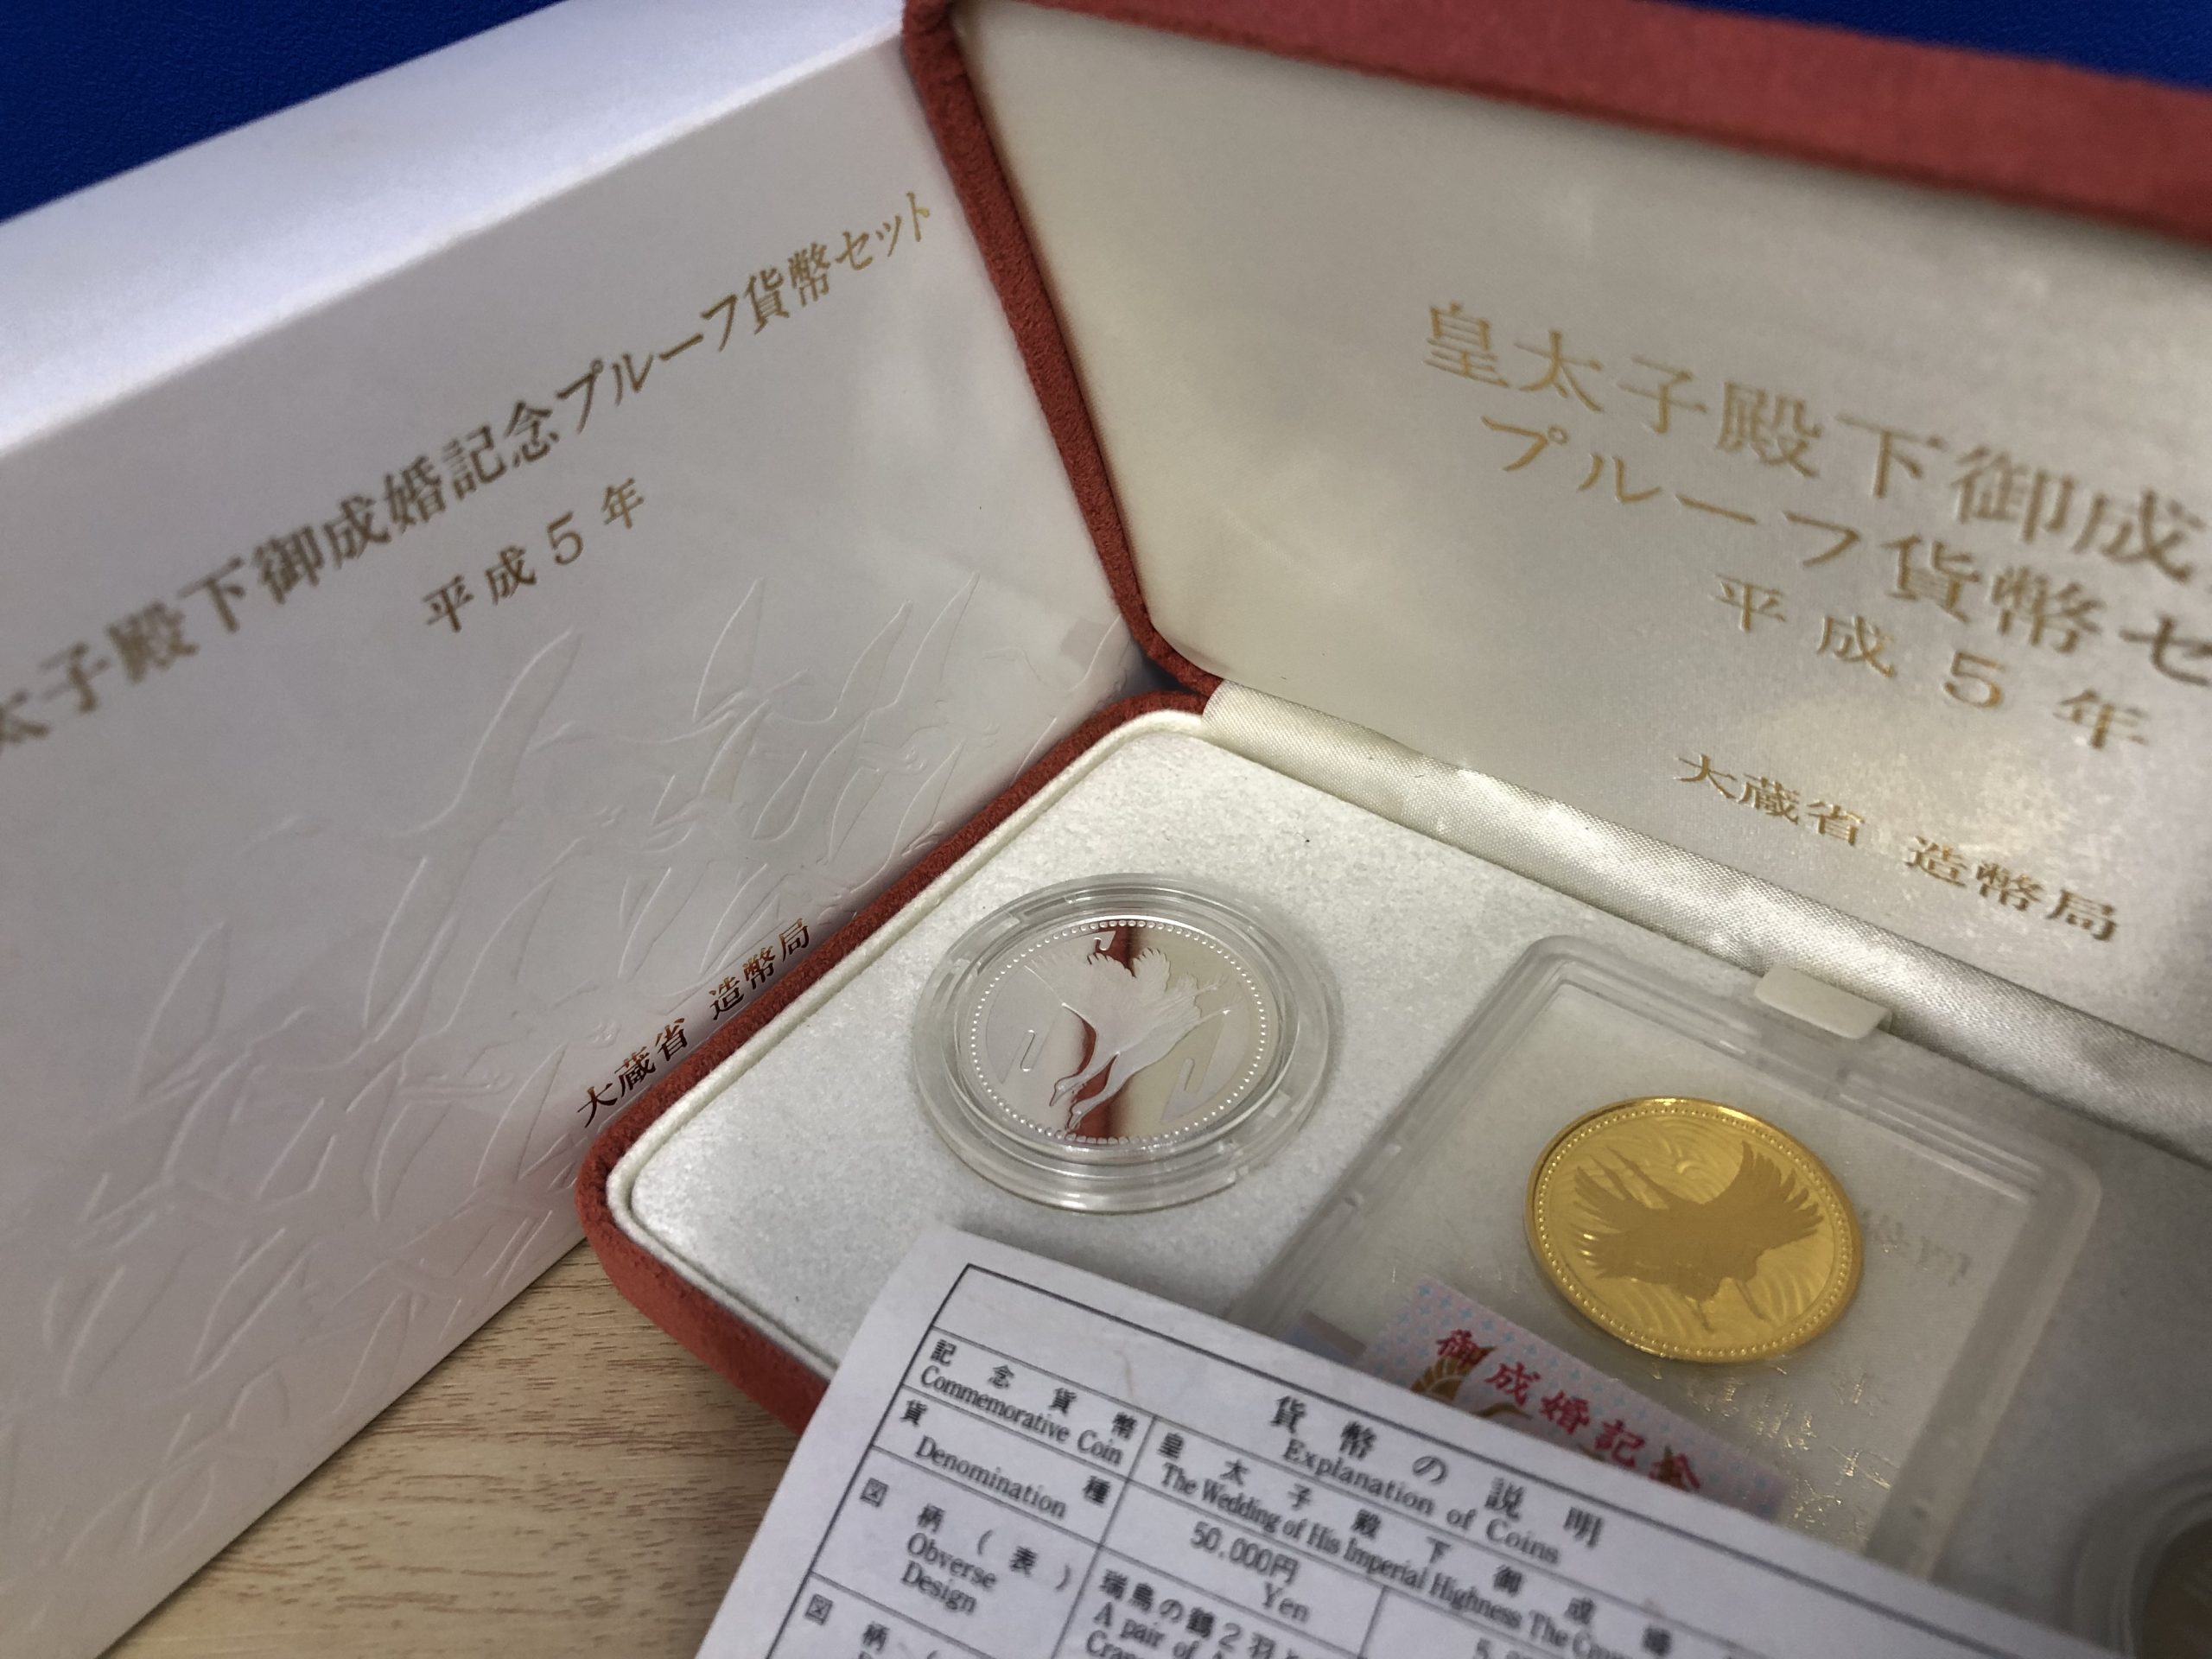 太子殿下御成婚記念プルーフ貨幣セット
平成5年
大蔵省 造幣局
皇太子殿下御成
プルーフ貨幣セ
平成5年
大蔵省 造幣局
御成婚記念
貨幣の説明
Explanation of Coins
記念貨幣
Commemorative Coin
皇太子殿下御成婚
The Wedding of His Imperial Highness The Crown
貨種
Denomination
50,000円
Yen
図柄(表)
Obverse
Design
瑞鳥の鶴2羽
A pair of
図柄